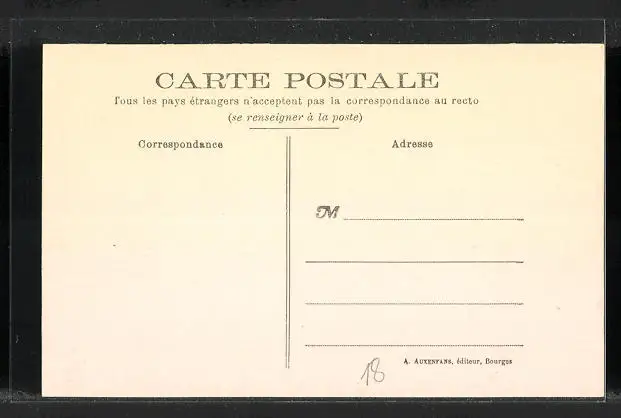 CARTE POSTALE
Tous les pays étrangers n'acceptent pas la correspondance au recto
(se renseigner à la poste)
Correspondance
Adresse
M
A. AUXENFANS, éditeur, Bourges
18